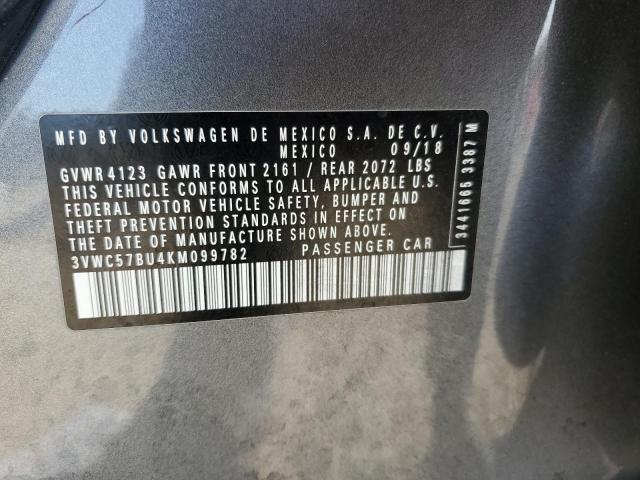 MFD BY VOLKSWAGEN DE MEXICO S.A. DE C.V.
MEXICO 09/18
GVWR 4123 GAWR FRONT 2161 / REAR 2072 LBS
THIS VEHICLE CONFORMS TO ALL APPLICABLE U.S.
FEDERAL MOTOR VEHICLE SAFETY, BUMPER AND
THEFT PREVENTION STANDARDS IN EFFECT ON
THE DATE OF MANUFACTURE SHOWN ABOVE.
3VWC57BU4KM099782 PASSENGER CAR
3441665 3387 M